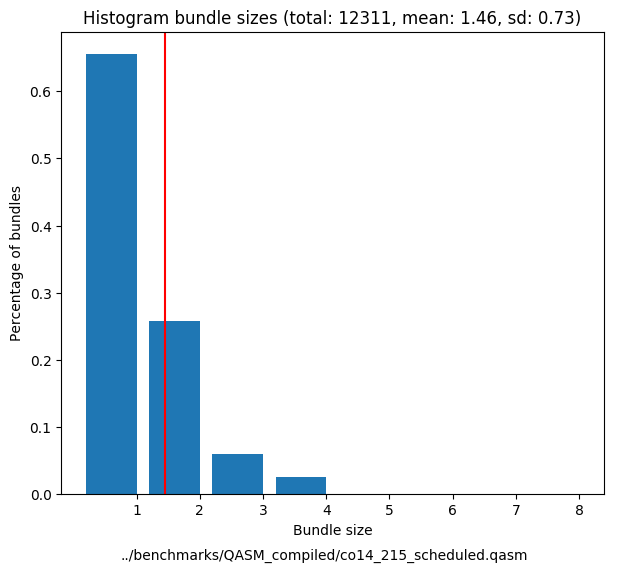 Histogram bundle sizes (total: 12311, mean: 1.46, sd: 0.73)
Percentage of bundles
0.6
0.5
0.4
0.3
0.2
0.1
0.0
1 2 3 4 5 6 7 8
Bundle size
../benchmarks/QASM_compiled/co14_215_scheduled.qasm